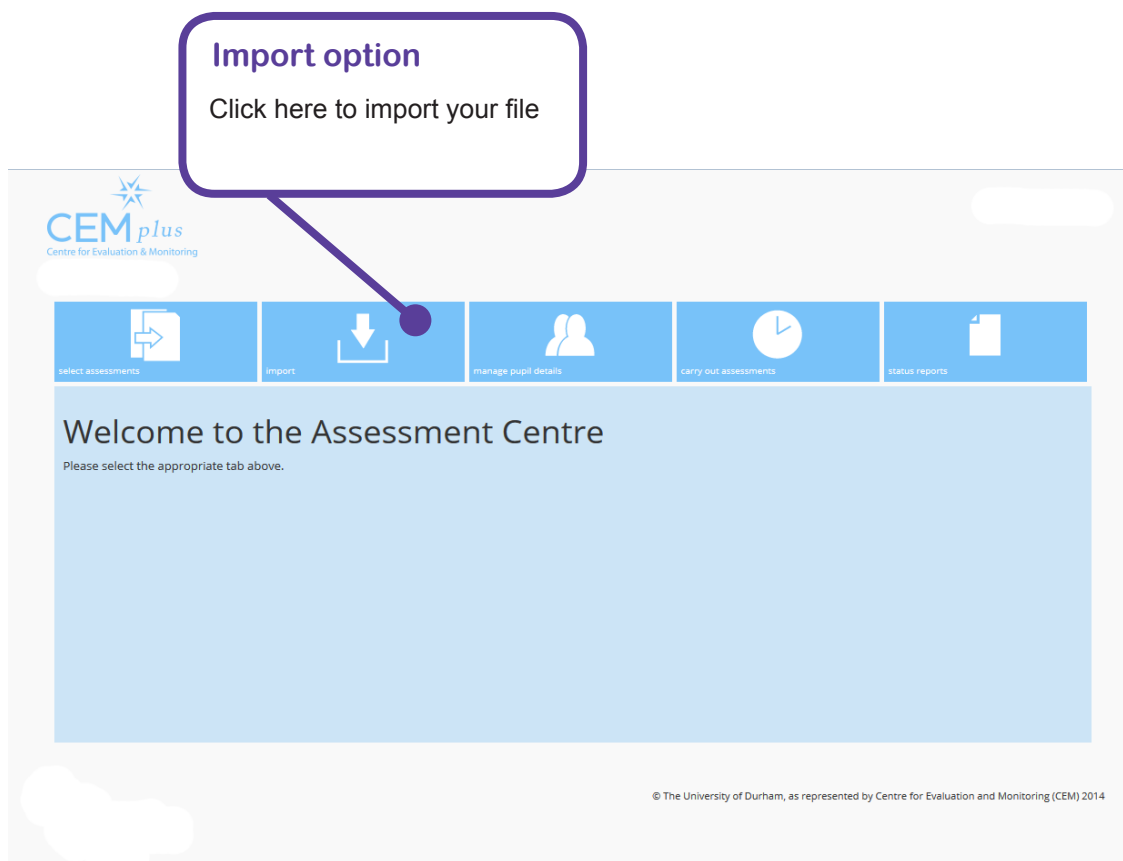 Import option
Click here to import your file
CEM plus
Centre for Evaluation & Monitoring
select assessments
import
manage pupil details
carry out assessments
status reports
Welcome to the Assessment Centre
Please select the appropriate tab above.
© The University of Durham, as represented by Centre for Evaluation and Monitoring (CEM) 2014